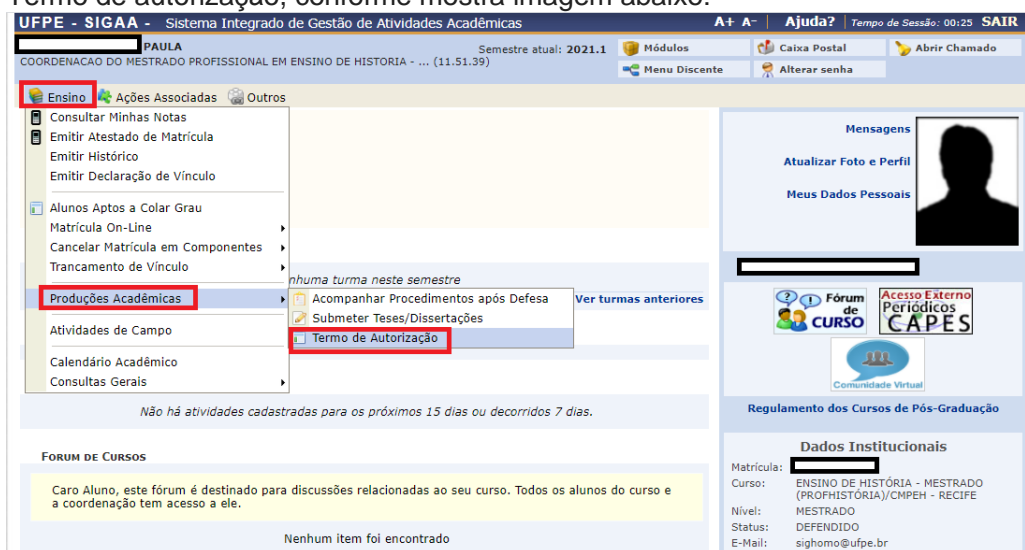 Termo de autorização, conforme mostra imagem abaixo.
UFPE - SIGAA - Sistema Integrado de Gestão de Atividades Acadêmicas
A+ A- | Ajuda? | Tempo de Sessão: 00:25 SAIR
PAULA
Semestre atual: 2021.1
COORDENACAO DO MESTRADO PROFISSIONAL EM ENSINO DE HISTORIA - ... (11.51.39)
Módulos
Caixa Postal
Abrir Chamado
Menu Discente
Alterar senha
Ensino
Ações Associadas
Outros
Consultar Minhas Notas
Emitir Atestado de Matrícula
Emitir Histórico
Emitir Declaração de Vínculo
Alunos Aptos a Colar Grau
Matrícula On-Line
Cancelar Matrícula em Componentes
Trancamento de Vínculo
nhuma turma neste semestre
Produções Acadêmicas
Acompanhar Procedimentos após Defesa
Submeter Teses/Dissertações
Termo de Autorização
Ver turmas anteriores
Atividades de Campo
Calendário Acadêmico
Consultas Gerais
Não há atividades cadastradas para os próximos 15 dias ou decorridos 7 dias.
FORUM DE CURSOS
Caro Aluno, este fórum é destinado para discussões relacionadas ao seu curso. Todos os alunos do curso e
a coordenação tem acesso a ele.
Nenhum item foi encontrado
Mensagens
Atualizar Foto e Perfil
Meus Dados Pessoais
Fórum
de
CURSO
Acesso Externo
Periódicos
CAPES
Comunidade Virtual
Regulamento dos Cursos de Pós-Graduação
Dados Institucionais
Matrícula:
Curso: ENSINO DE HISTÓRIA - MESTRADO
(PROFHISTÓRIA)/CMPEH - RECIFE
Nível: MESTRADO
Status: DEFENDIDO
E-Mail: sighomo@ufpe.br